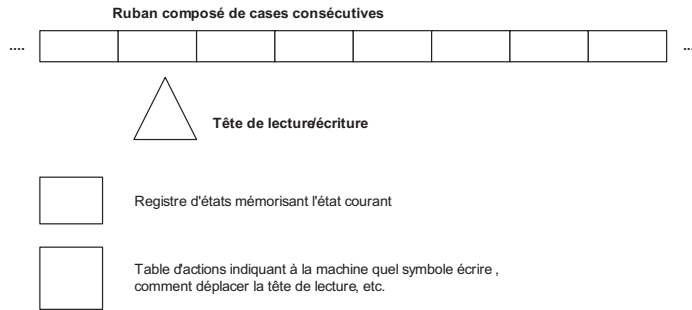 Ruban composé de cases consécutives
.... ...
Tête de lecture/écriture
Registre d'états mémorisant l'état courant
Table d'actions indiquant à la machine quel symbole écrire ,
comment déplacer la tête de lecture, etc.